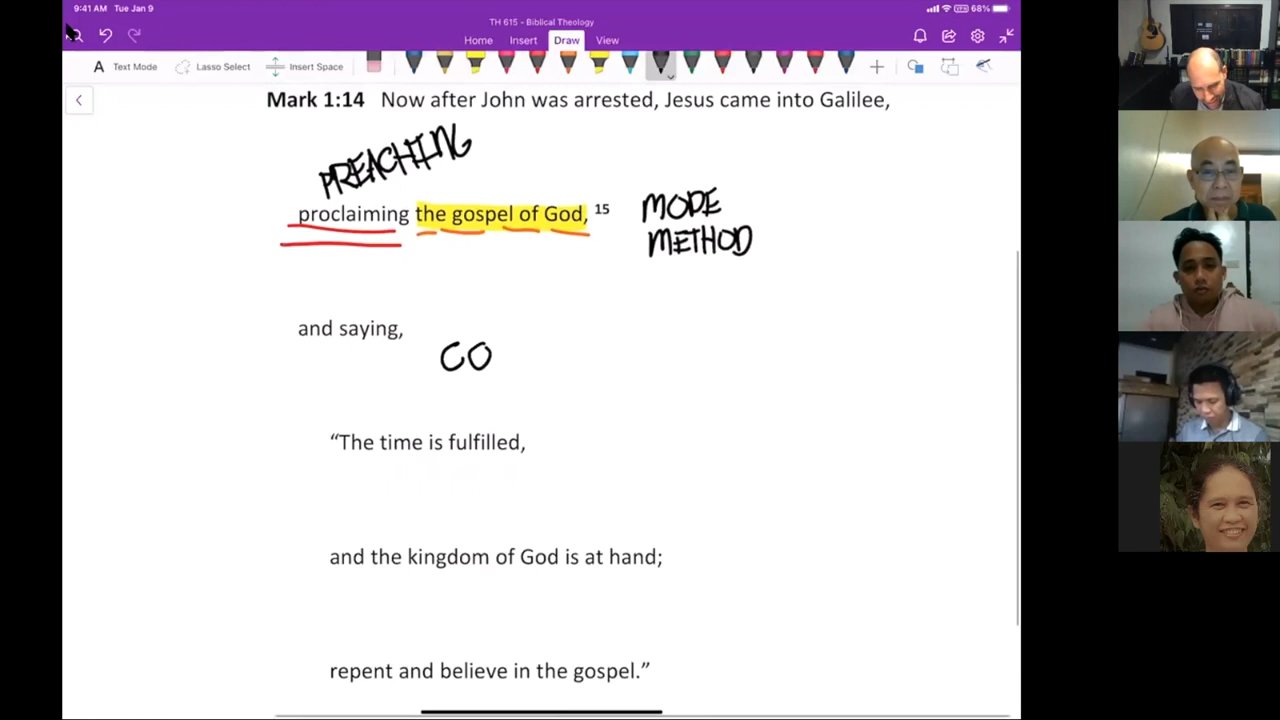 9:41 AM Tue Jan 9
VPN 68%
TH 615 - Biblical Theology
Home Insert Draw View
A Text Mode Lasso Select Insert Space
Mark 1:14 Now after John was arrested, Jesus came into Galilee,
PREACHING
proclaiming the gospel of God, 15
MODE
METHOD
and saying,
CO
“The time is fulfilled,
and the kingdom of God is at hand;
repent and believe in the gospel.”